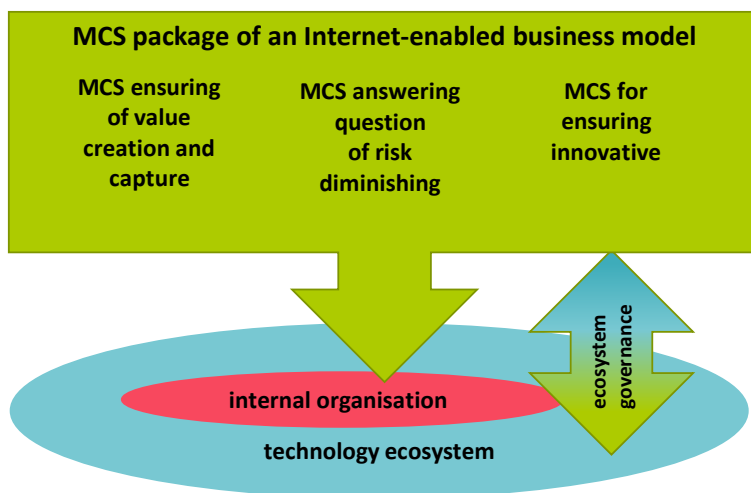 MCS package of an Internet-enabled business model
MCS ensuring
of value
creation and
capture
MCS answering
question
of risk
diminishing
MCS for
ensuring
innovative
ecosystem
governance
internal organisation
technology ecosystem